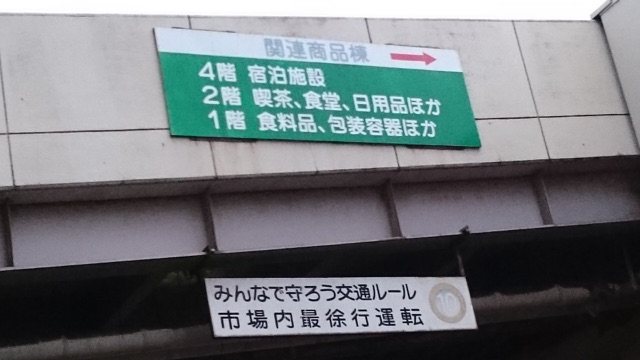 関連商品棟
4階 宿泊施設
2階 喫茶、食堂、日用品ほか
1階 食料品、包装容器ほか
みんなで守ろう交通ルール
市場内最徐行運転
10